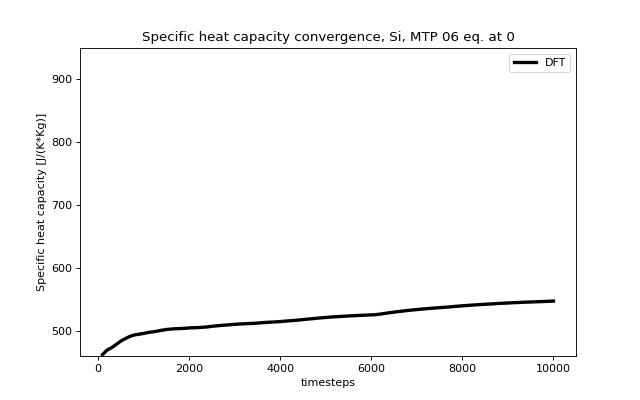 Specific heat capacity convergence, Si, MTP 06 eq. at 0
DFT
900
800
700
600
500
Specific heat capacity [J/(K*Kg)]
0 2000 4000 6000 8000 10000
timesteps